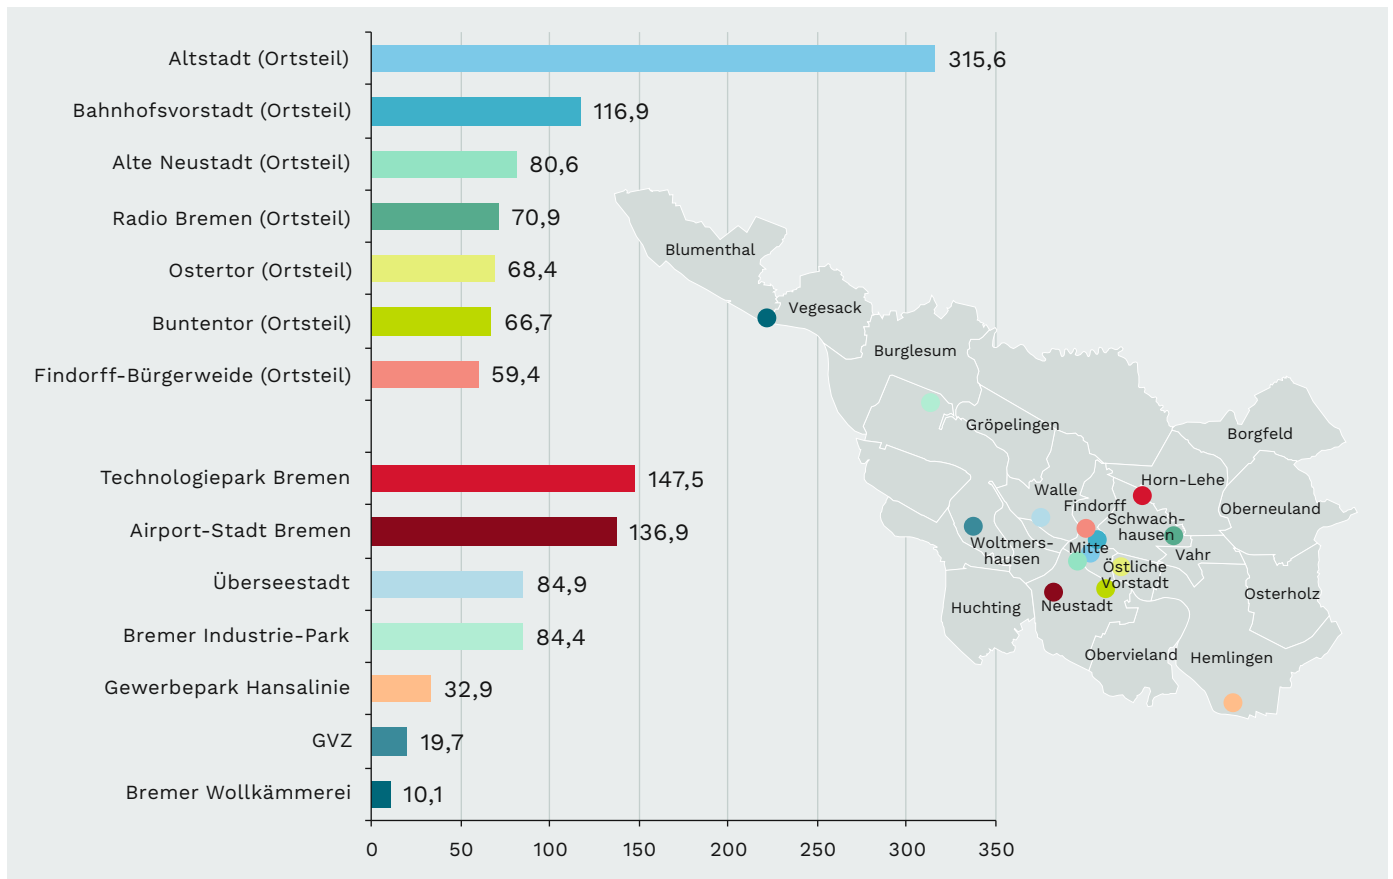 Altstadt (Ortsteil) 315,6
Bahnhofsvorstadt (Ortsteil) 116,9
Alte Neustadt (Ortsteil) 80,6
Radio Bremen (Ortsteil) 70,9
Ostertor (Ortsteil) 68,4
Buntentor (Ortsteil) 66,7
Findorff-Bürgerweide (Ortsteil) 59,4
Technologiepark Bremen 147,5
Airport-Stadt Bremen 136,9
Überseestadt 84,9
Bremer Industrie-Park 84,4
Gewerbepark Hansalinie 32,9
GVZ 19,7
Bremer Wollkämmerei 10,1
0 50 100 150 200 250 300 350
Blumenthal
Vegesack
Burglesum
Gröpelingen
Borgfeld
Horn-Lehe
Walle
Findorff
Oberneuland
Schwach-
hausen
Woltmers-
hausen
Mitte
Vahr
Östliche
Vorstadt
Osterholz
Huchting
Neustadt
Obervieland
Hemlingen